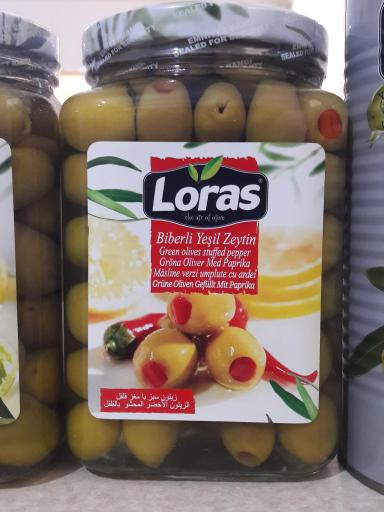 Loras®
the art of olive
Biberli Yeşil Zeytin
Green olives stuffed pepper
Gröna Oliver Med Paprika
Măsline verzi umplute cu ardei
Grüne Oliven Gefüllt Mit Paprika
زیتون سبز با مغز فلفل
الزيتون الأخضر المحشو بالفلفل